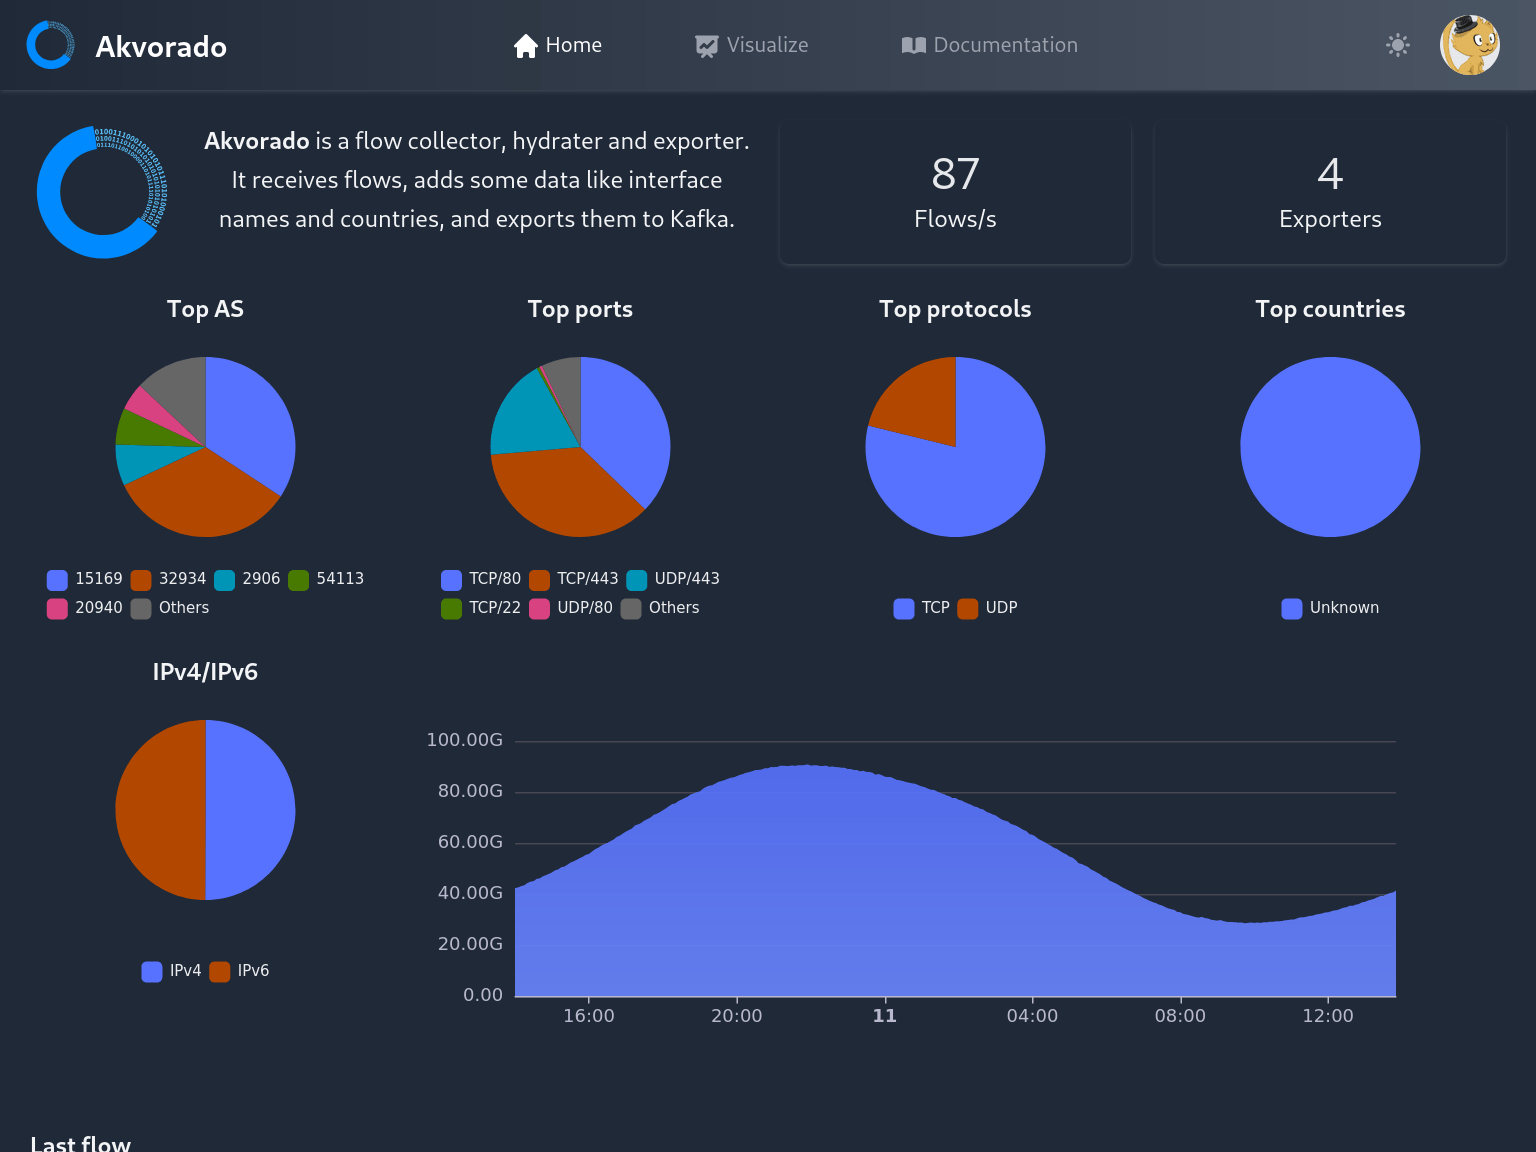 Akvorado
Home
Visualize
Documentation
Akvorado is a flow collector, hydrater and exporter.
It receives flows, adds some data like interface
names and countries, and exports them to Kafka.
87
Flows/s
4
Exporters
Top AS
15169 32934 2906 54113
20940 Others
Top ports
TCP/80 TCP/443 UDP/443
TCP/22 UDP/80 Others
Top protocols
TCP UDP
Top countries
Unknown
IPv4/IPv6
IPv4 IPv6
100.00G
80.00G
60.00G
40.00G
20.00G
0.00
16:00 20:00 11 04:00 08:00 12:00
Last flow